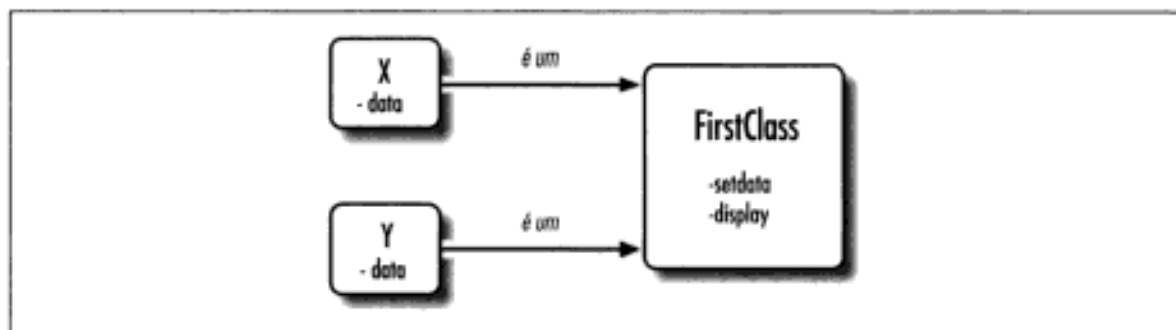 X
- data
é um
FirstClass
-setdata
-display
Y
- data
é um